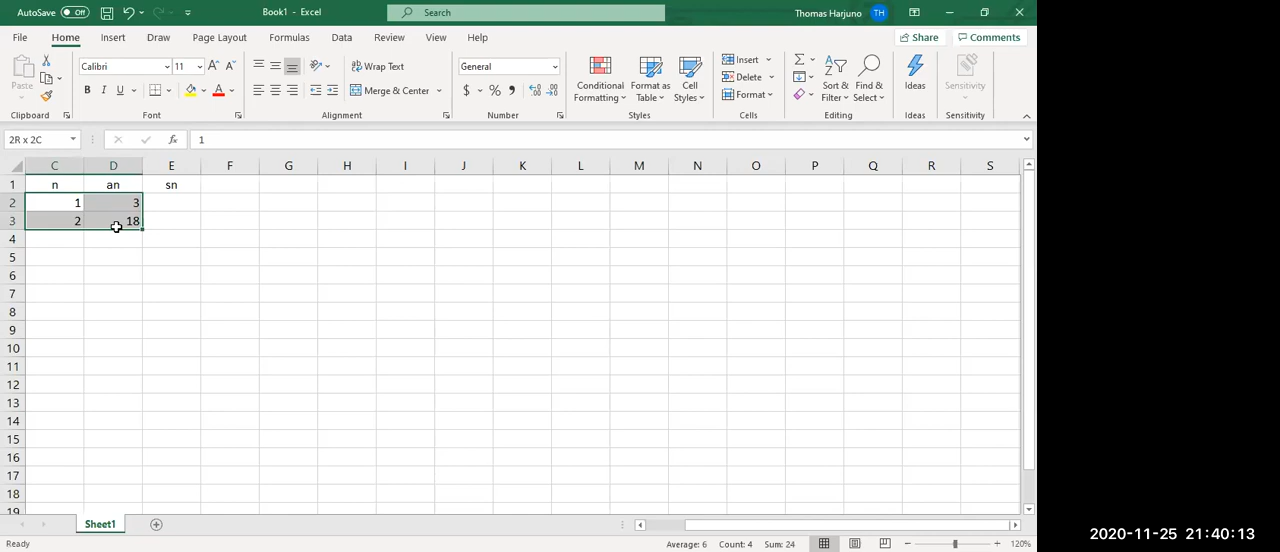 AutoSave Off Book1 - Excel Search Thomas Harjuno TH
File Home Insert Draw Page Layout Formulas Data Review View Help Share Comments
Paste Calibri 11 A A Wrap Text General Insert Σ
B I U A Merge & Center $ % Conditional Formatting Format as Table Cell Styles Delete Format Sort & Filter Find & Select Ideas Sensitivity
Clipboard Font Alignment Number Styles Cells Editing Ideas Sensitivity
2R x 2C fx 1
C D E F G H I J K L M N O P Q R S
1 n an sn
2 1 3
3 2 18
4
5
6
7
8
9
10
11
12
13
14
15
16
17
18
19
Sheet1
Ready Average: 6 Count: 4 Sum: 24 120%
2020-11-25 21:40:13